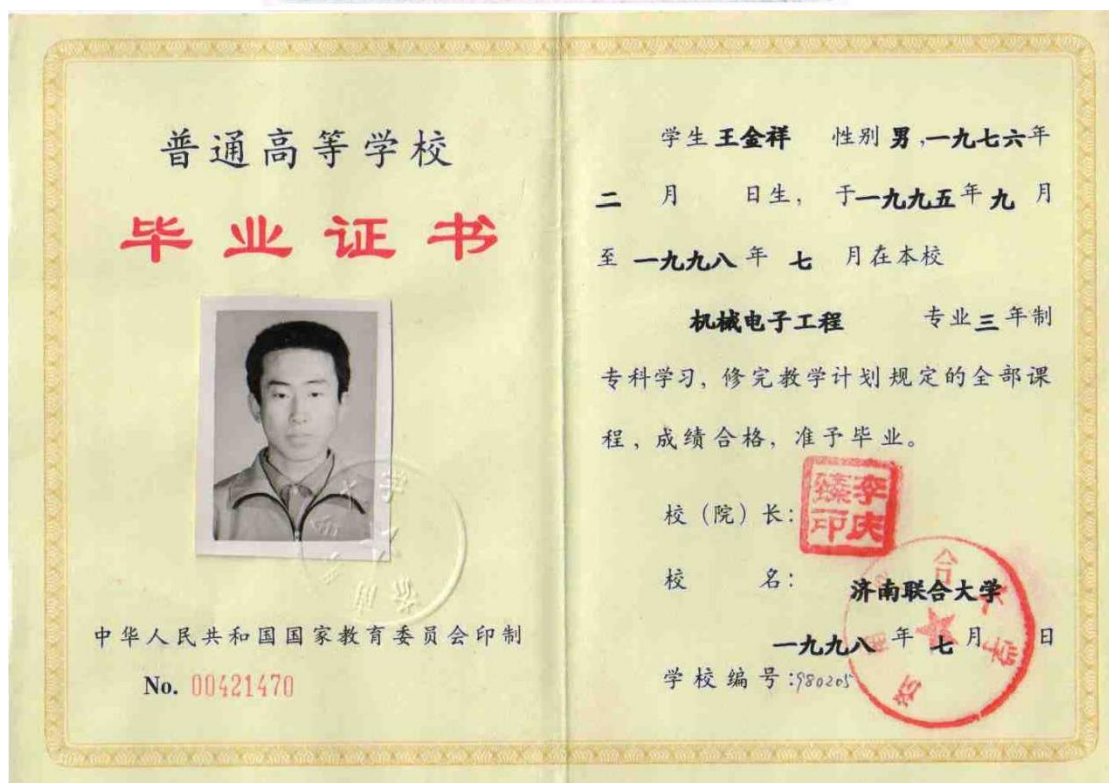 普通高等学校
毕业证书
中华人民共和国国家教育委员会印制
No. 00421470
学生 王金祥 性别 男,一九七六年
二 月 日生, 于一九九五年九 月
至 一九九八 年 七 月在本校
机械电子工程 专业三年制
专科学习, 修完教学计划规定的全部课
程, 成绩合格, 准予毕业。
校(院)长: 李庆臻印
校 名: 济南联合大学
一九九八 年 七 月 日
学校编号:980205